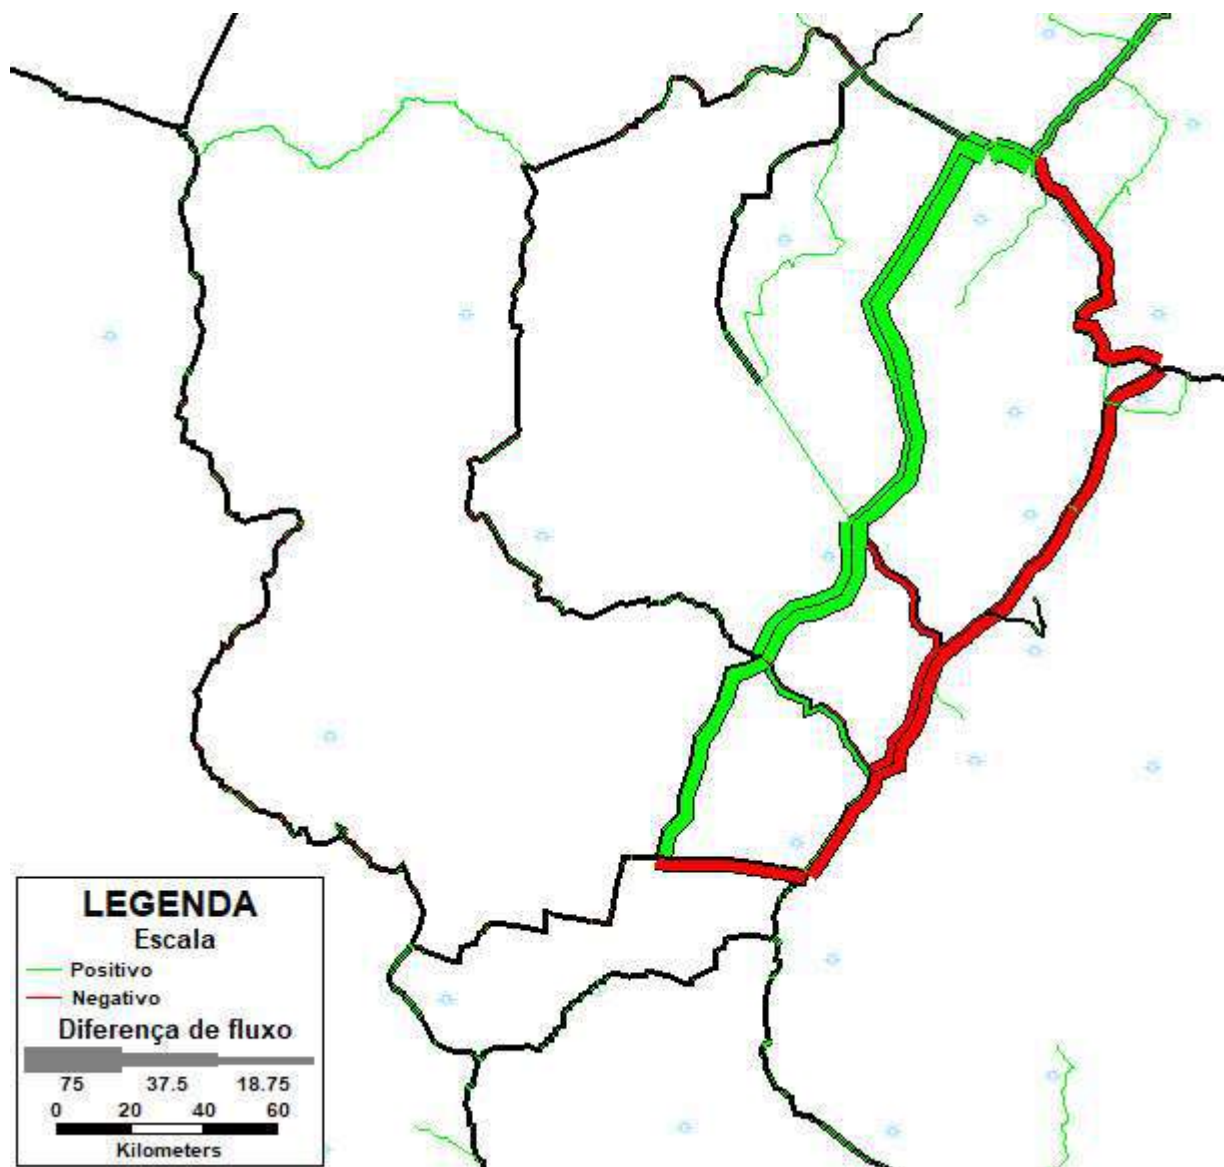 LEGENDA
Escala
Positivo
Negativo
Diferença de fluxo
75 37.5 18.75
0 20 40 60
Kilometers